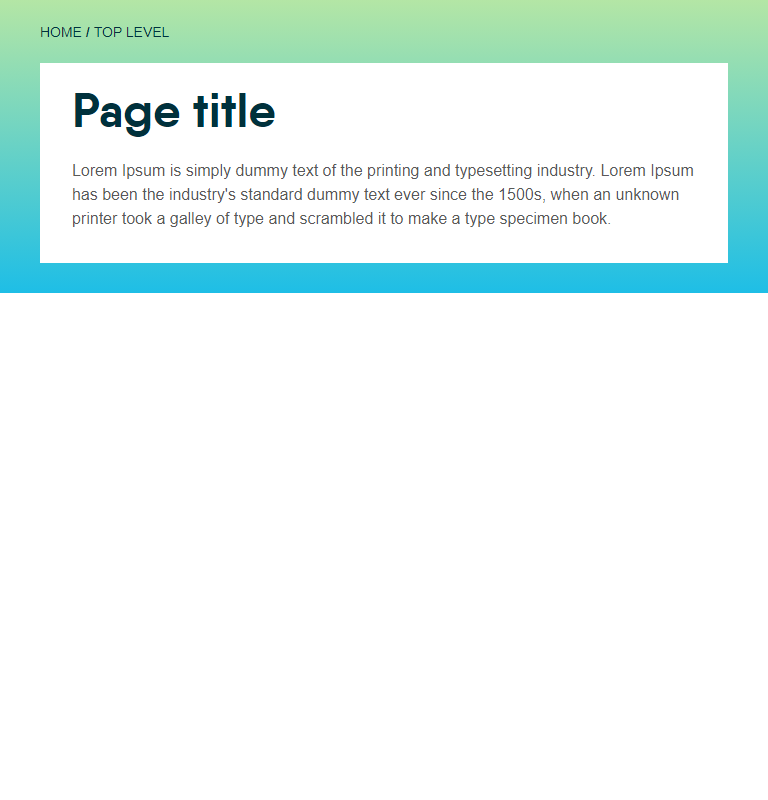 HOME / TOP LEVEL
Page title
Lorem Ipsum is simply dummy text of the printing and typesetting industry. Lorem Ipsum
has been the industry's standard dummy text ever since the 1500s, when an unknown
printer took a galley of type and scrambled it to make a type specimen book.